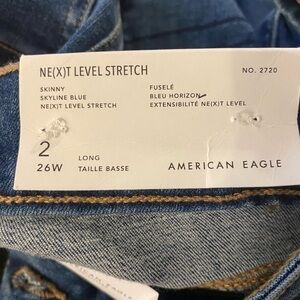 NE(X)T LEVEL STRETCH
NO. 2720
SKINNY
SKYLINE BLUE
NE(X)T LEVEL STRETCH
FUSELÉ
BLEU HORIZON
EXTENSIBILITÉ NE(X)T LEVEL
2
26W
LONG
TAILLE BASSE
AMERICAN EAGLE